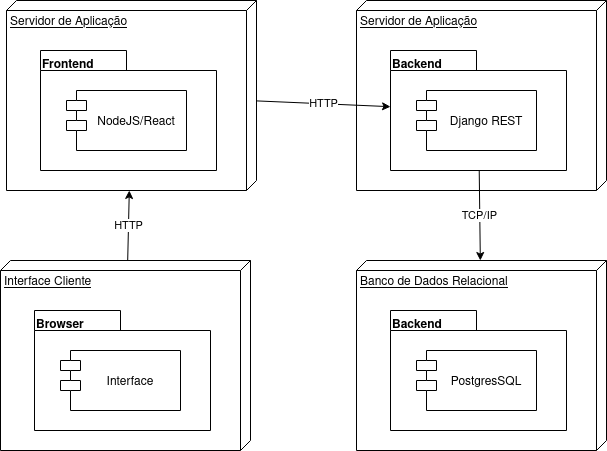 Servidor de Aplicação
Frontend
NodeJS/React
HTTP
Servidor de Aplicação
Backend
Django REST
HTTP
TCP/IP
Interface Cliente
Browser
Interface
Banco de Dados Relacional
Backend
PostgresSQL